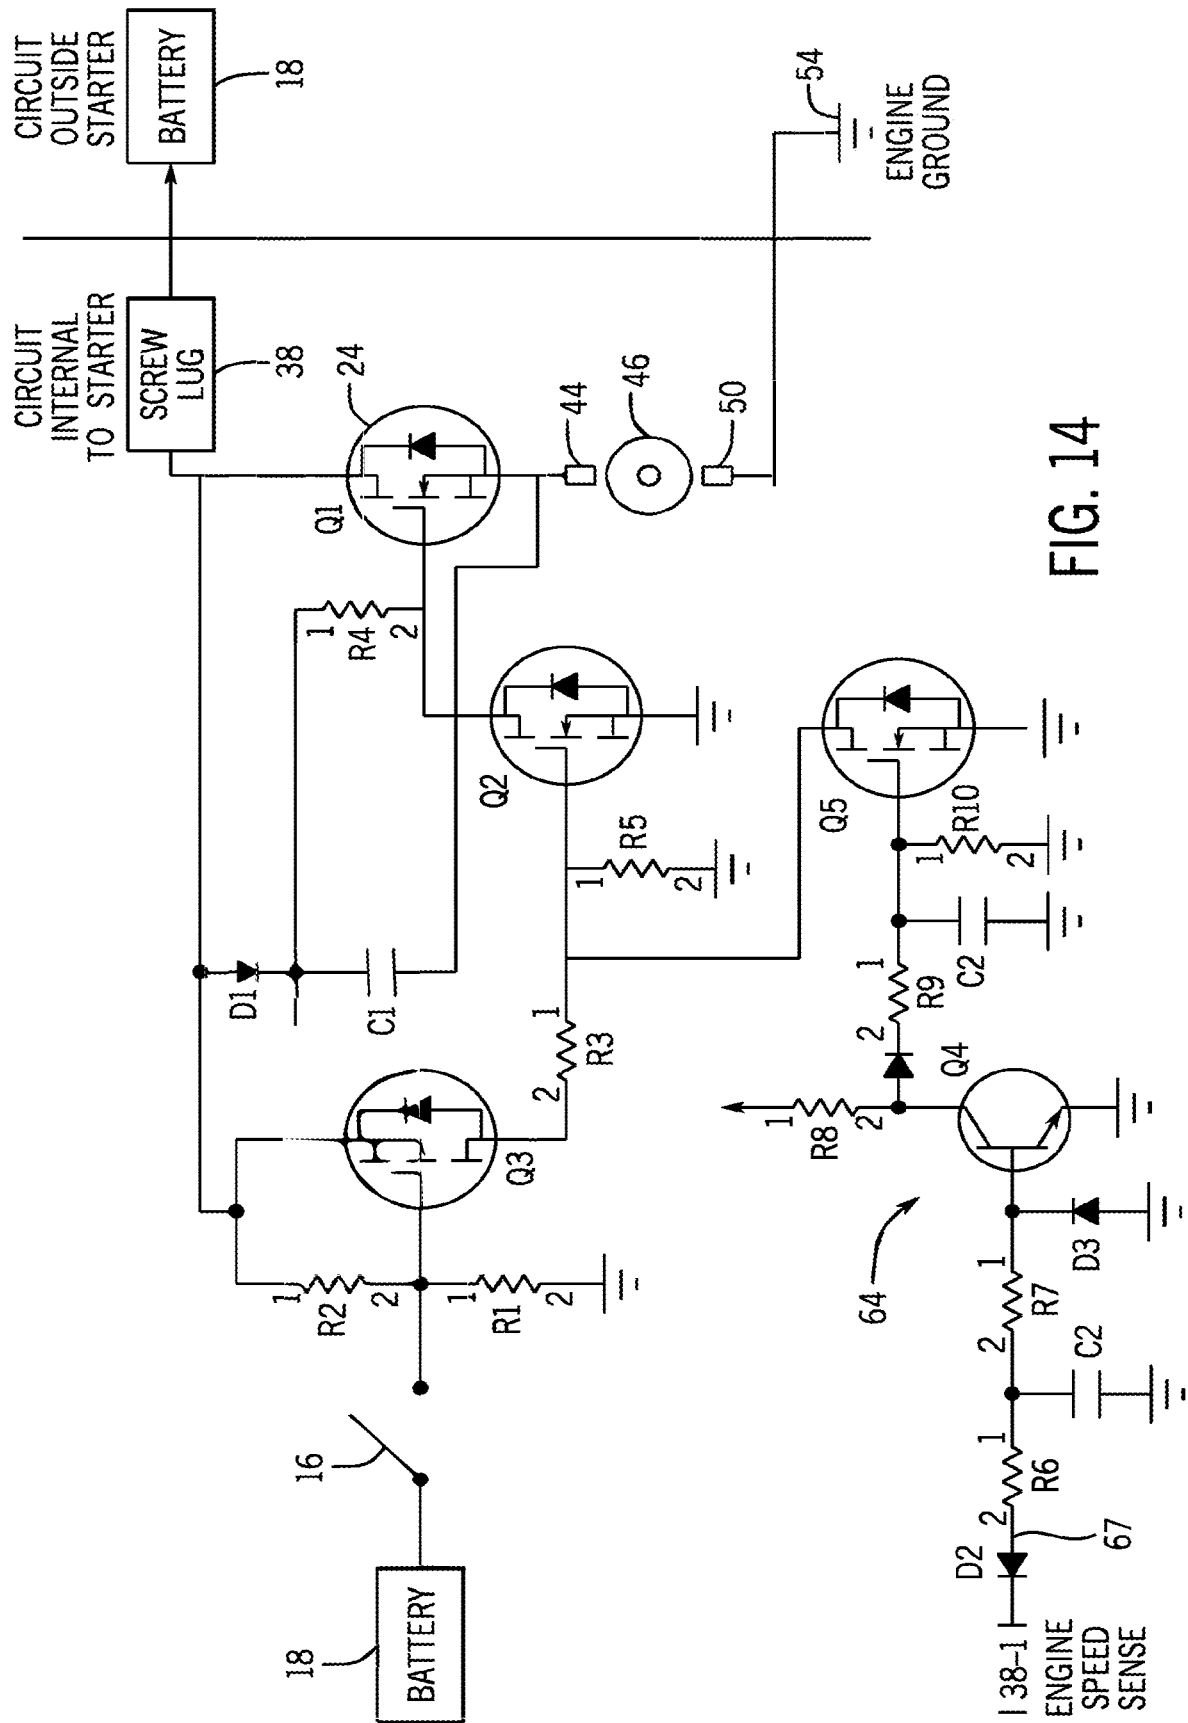 CIRCUIT
INTERNAL
TO STARTER
CIRCUIT
OUTSIDE
STARTER
SCREW
LUG
38
BATTERY
18
24
Q1
1
R4
2
D1
C1
44
46
50
54
ENGINE
GROUND
BATTERY
18
16
1
R2
2
1
R1
2
Q3
2
R3
1
1
R5
2
Q2
64
1
R8
2
Q4
2
R9
1
C2
1
R10
2
Q5
138-1
ENGINE
SPEED
SENSE
D2
67
2
R6
1
C2
2
R7
1
D3
FIG. 14